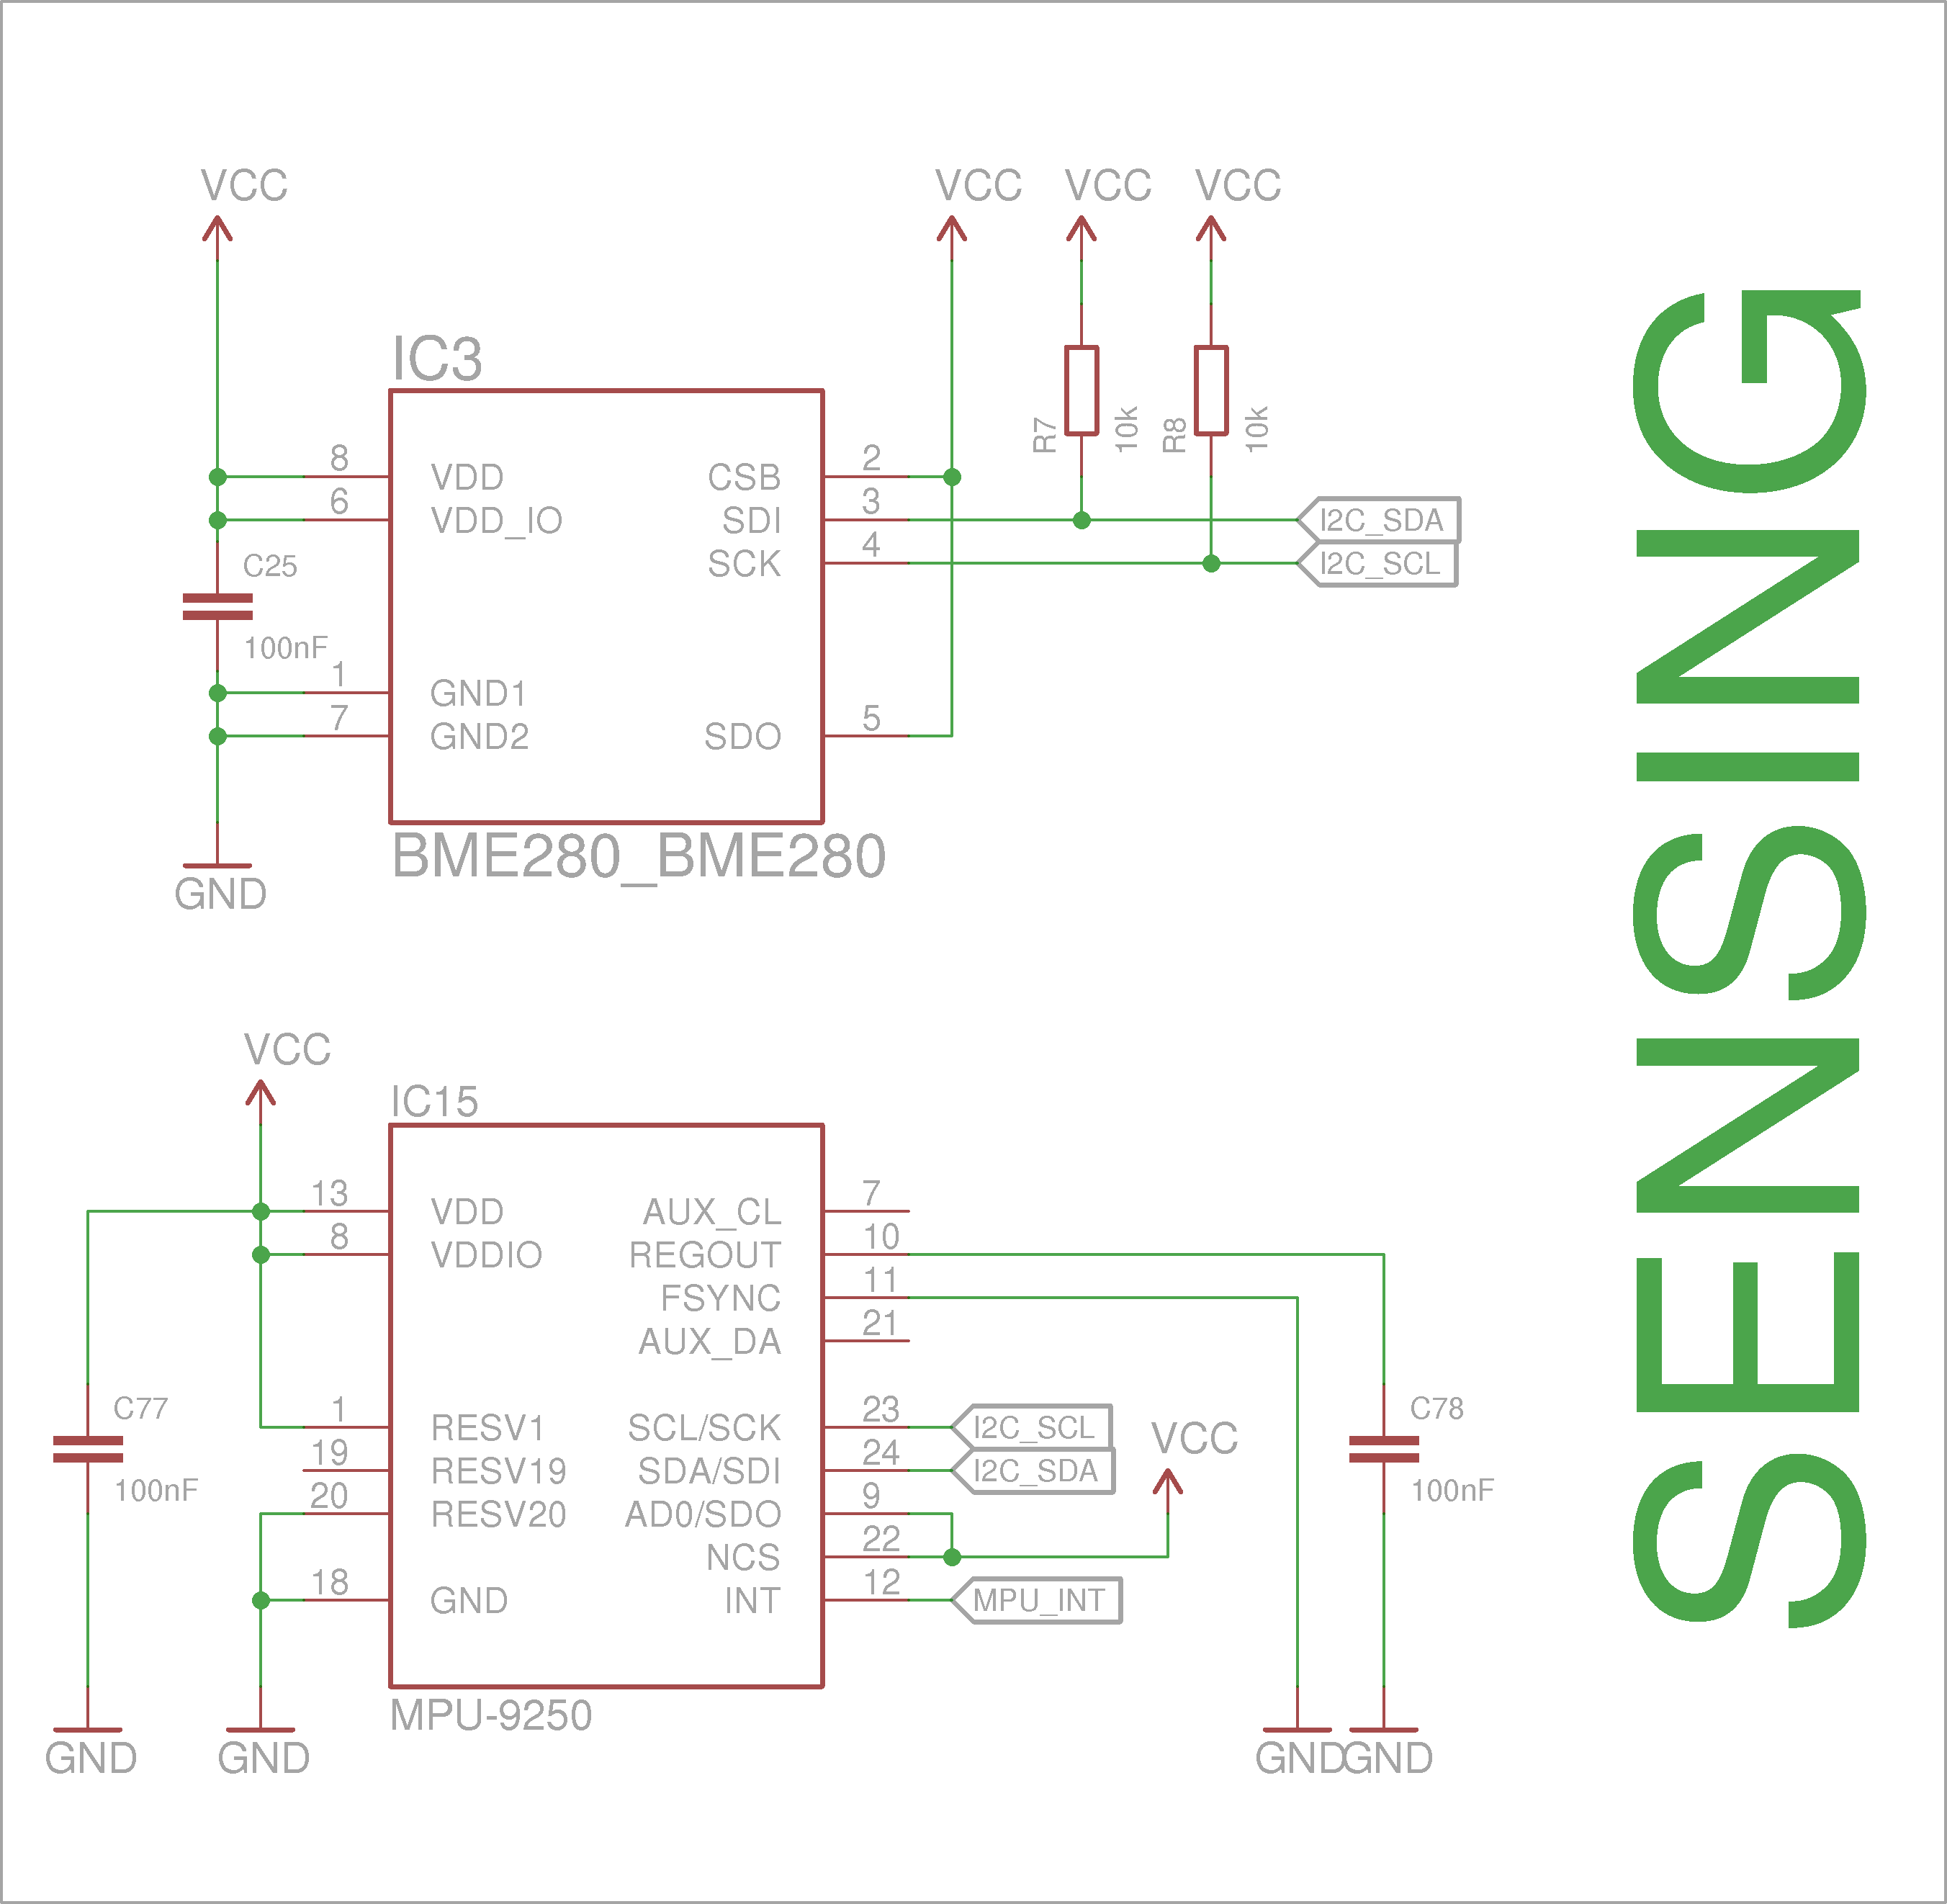 VCC
VCC
VCC
VCC
IC3
R7
10k
R8
10k
8
VDD
CSB
2
6
VDD_IO
SDI
3
I2C_SDA
SCK
4
I2C_SCL
C25
100nF
1
GND1
7
GND2
SDO
5
BME280_BME280
GND
SENSING
VCC
IC15
13
VDD
AUX_CL
7
8
VDDIO
REGOUT
10
FSYNC
11
AUX_DA
21
C77
100nF
1
RESV1
SCL/SCK
23
I2C_SCL
VCC
C78
100nF
19
RESV19
SDA/SDI
24
I2C_SDA
20
RESV20
AD0/SDO
9
NCS
22
18
GND
INT
12
MPU_INT
MPU-9250
GND
GND
GND
GND